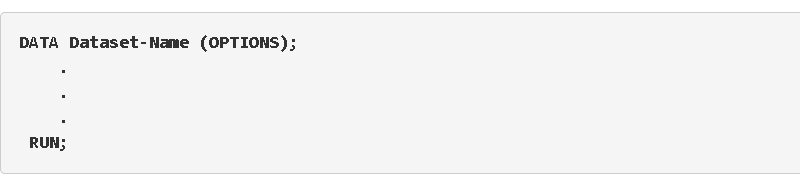 DATA Dataset-Name (OPTIONS);
.
.
.
RUN;